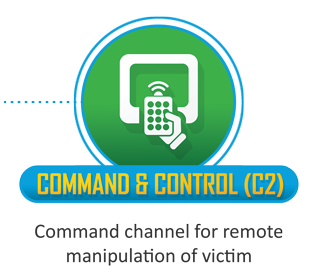 COMMAND & CONTROL (C2)
Command channel for remote
manipulation of victim